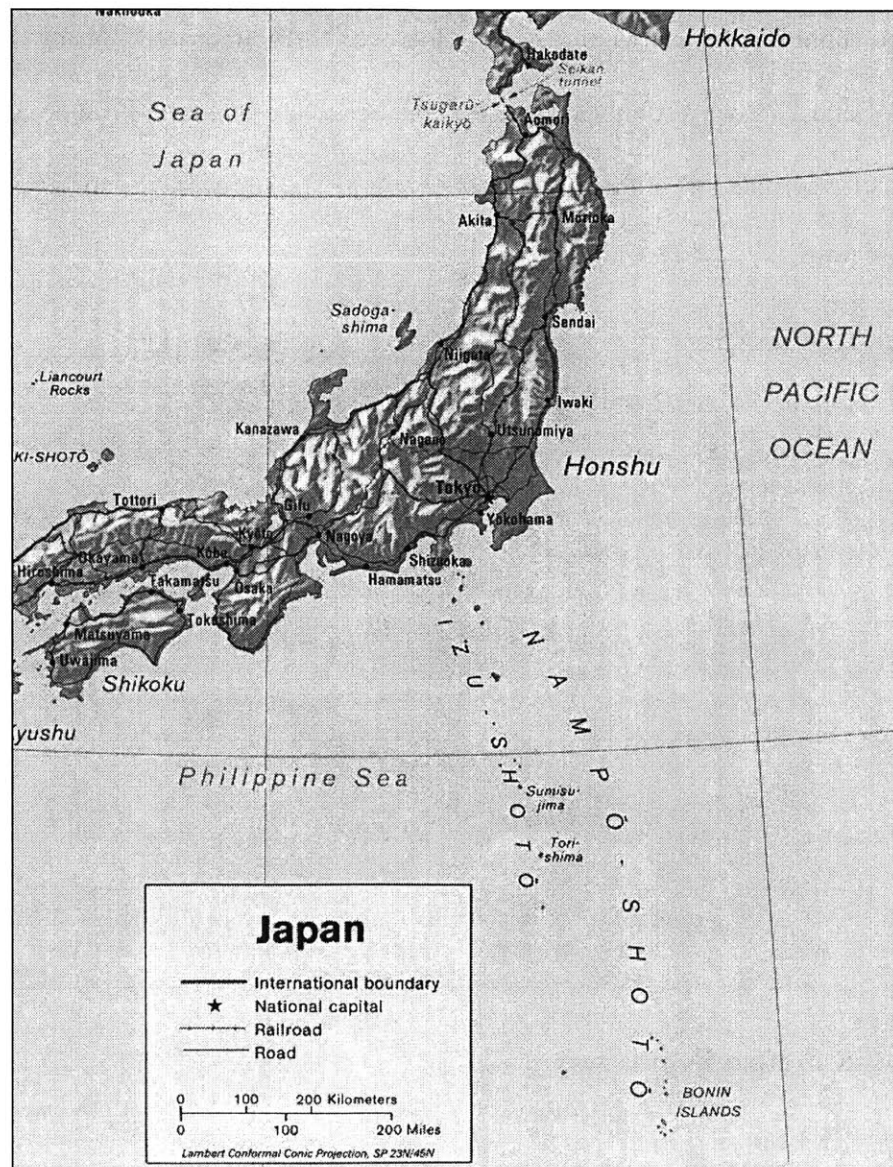 Hokkaido
Hakodate
Seikan
tunnel
Tsugaru-
kaikyō
Aomori
Sea of
Japan
Akita
Morioka
Sadoga-
shima
Sendai
Niigata
NORTH
PACIFIC
OCEAN
Liancourt
Rocks
Iwaki
Kanazawa
Nagano
Utsunomiya
KI-SHOTŌ
Honshu
Tottori
Gifu
Tokyo
Yokohama
Kyōto
Nagoya
Okayama
Kōbe
Shizuoka
Hiroshima
Hamamatsu
Takamatsu
Osaka
Tokushima
Matsuyama
Uwajima
Shikoku
yushu
IZU SHOTŌ
NAMPŌ-SHOTŌ
Philippine Sea
Sumisu-
jima
Tori-
shima
BONIN
ISLANDS
Japan
International boundary
National capital
Railroad
Road
0 100 200 Kilometers
0 100 200 Miles
Lambert Conformal Conic Projection, SP 23N/45N